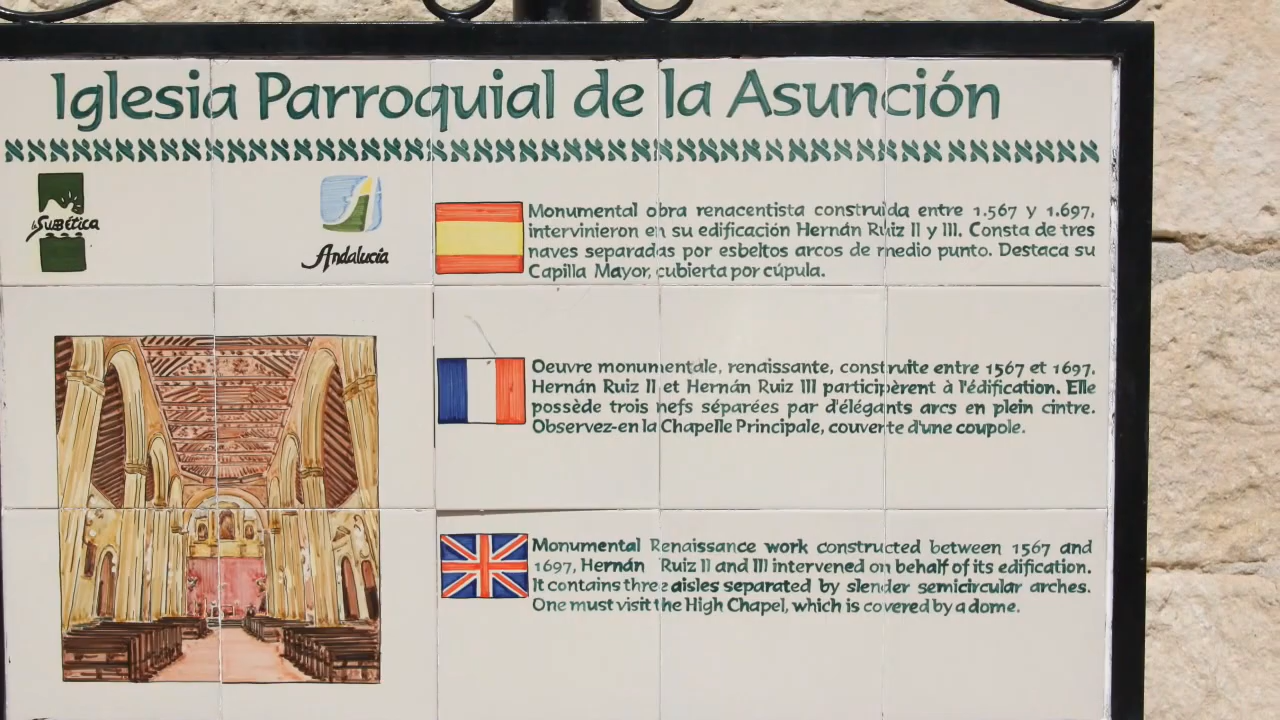 Iglesia Parroquial de la Asunción
Subbética
Andalucía
Monumental obra renacentista construida entre 1.567 y 1.697,
intervinieron en su edificación Hernán Ruiz II y III. Consta de tres
naves separadas por esbeltos arcos de medio punto. Destaca su
Capilla Mayor, cubierta por cúpula.
Oeuvre monumentale, renaissante, construite entre 1567 et 1697.
Hernán Ruiz II et Hernán Ruiz III participèrent à l'édification. Elle
possède trois nefs séparées par d'élégants arcs en plein cintre.
Observez-en la Chapelle Principale, couverte d'une coupole.
Monumental Renaissance work constructed between 1567 and
1697, Hernán Ruiz II and III intervened on behalf of its edification.
It contains three aisles separated by slender semicircular arches.
One must visit the High Chapel, which is covered by a dome.